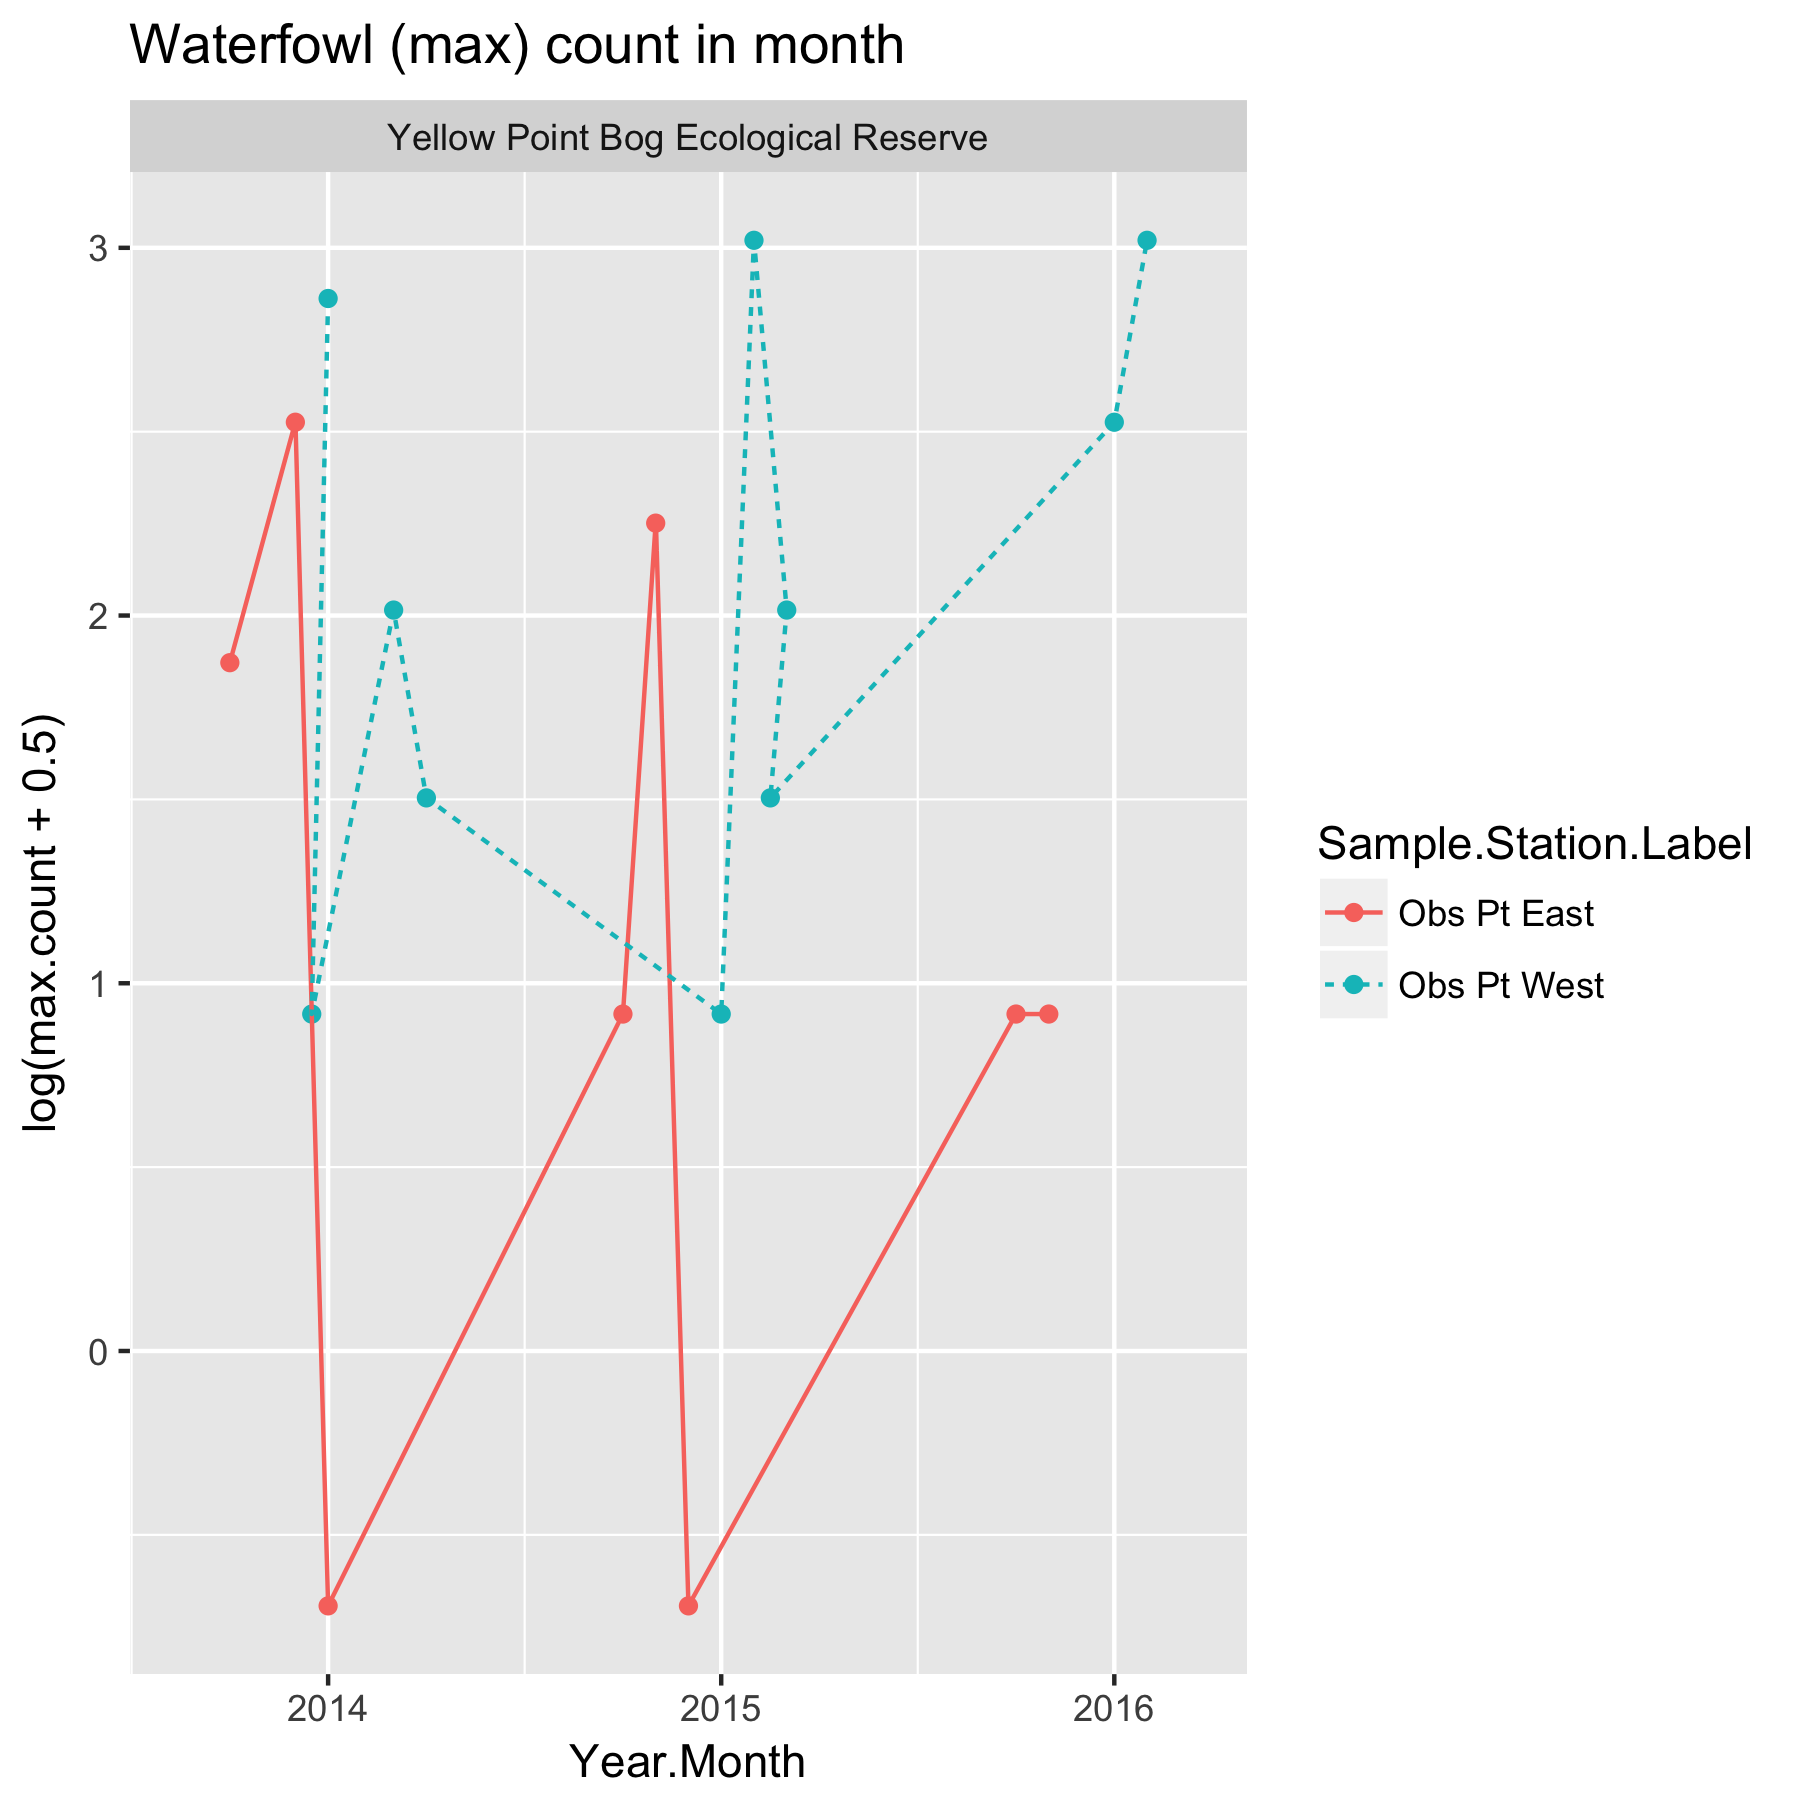 Waterfowl (max) count in month
Yellow Point Bog Ecological Reserve
log(max.count + 0.5)
3
2
1
0
2014
2015
2016
Year.Month
Sample.Station.Label
Obs Pt East
Obs Pt West